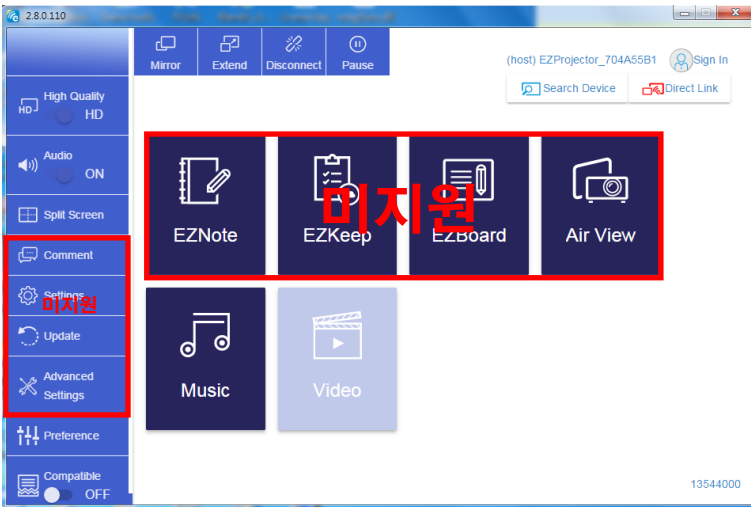 2.8.0.110
Mirror
Extend
Disconnect
Pause
(host) EZProjector_704A55B1
Sign In
Search Device
Direct Link
High Quality
HD
HD
Audio
ON
Split Screen
Comment
Settings
미지원
Update
Advanced
Settings
Preference
Compatible
OFF
EZNote
EZKeep
EZBoard
Air View
미지원
Music
Video
13544000